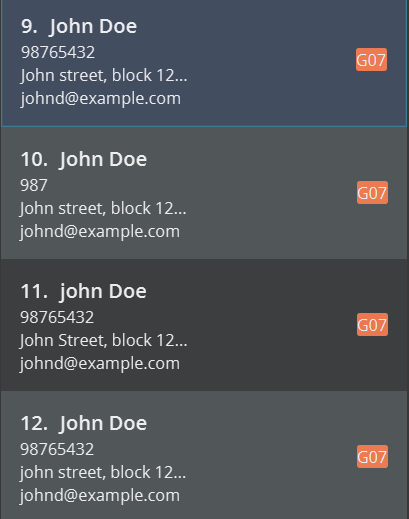 9. John Doe
98765432
G07
John street, block 12...
johnd@example.com
10. John Doe
987
G07
John street, block 12...
johnd@example.com
11. john Doe
98765432
G07
John Street, block 12...
johnd@example.com
12. John Doe
98765432
G07
john street, block 12...
johnd@example.com